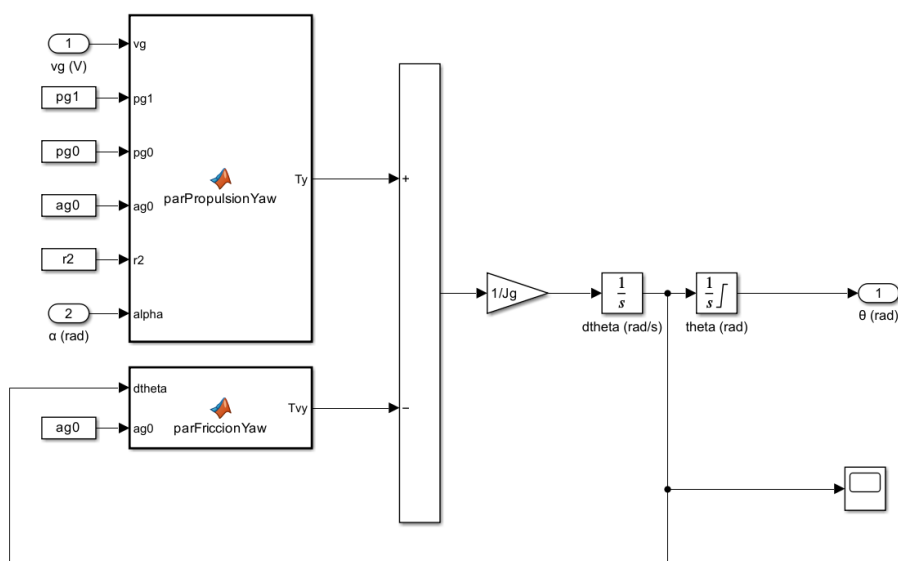 1
vg (V)
pg1
pg0
ag0
r2
2
α (rad)
vg
pg1
pg0
ag0
r2
alpha
parPropulsionYaw
Ty
dtheta
ag0
ag0
parFriccionYaw
Tvy
+
−
1/Jg
1
s
dtheta (rad/s)
1
s
theta (rad)
1
θ (rad)